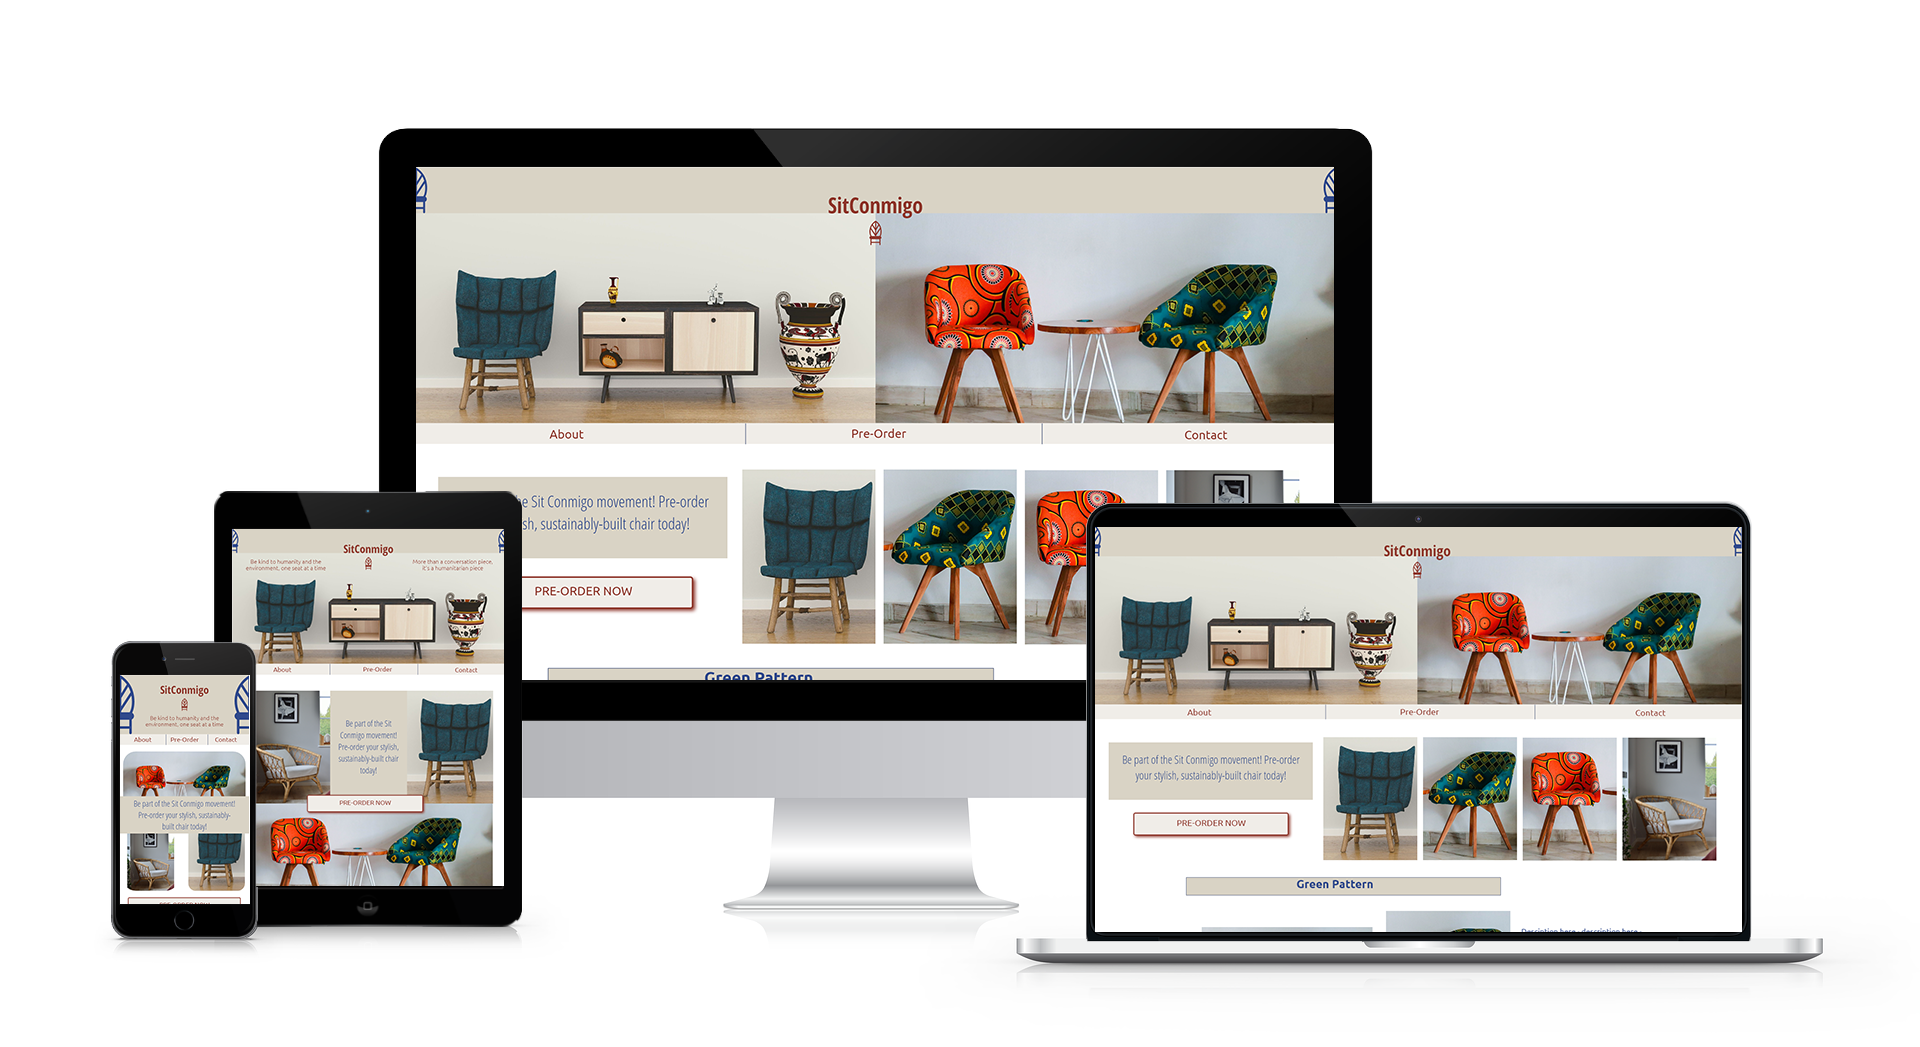 SitConmigo
About
Pre-Order
Contact
he Sit Conmigo movement! Pre-order
sh, sustainably-built chair today!
PRE-ORDER NOW
Green Pattern
SitConmigo
Be kind to humanity and the
environment, one seat at a time
More than a conversation piece,
it's a humanitarian piece
About
Pre-Order
Contact
Be part of the Sit
Conmigo movement!
Pre-order your stylish,
sustainably-built chair
today!
PRE-ORDER NOW
SitConmigo
Be kind to humanity and the
environment, one seat at a time
About
Pre-Order
Contact
Be part of the Sit Conmigo movement!
Pre-order your stylish, sustainably-
built chair today!
PRE-ORDER NOW
SitConmigo
About
Pre-Order
Contact
Be part of the Sit Conmigo movement! Pre-order
your stylish, sustainably-built chair today!
PRE-ORDER NOW
Green Pattern
Description here - description here -